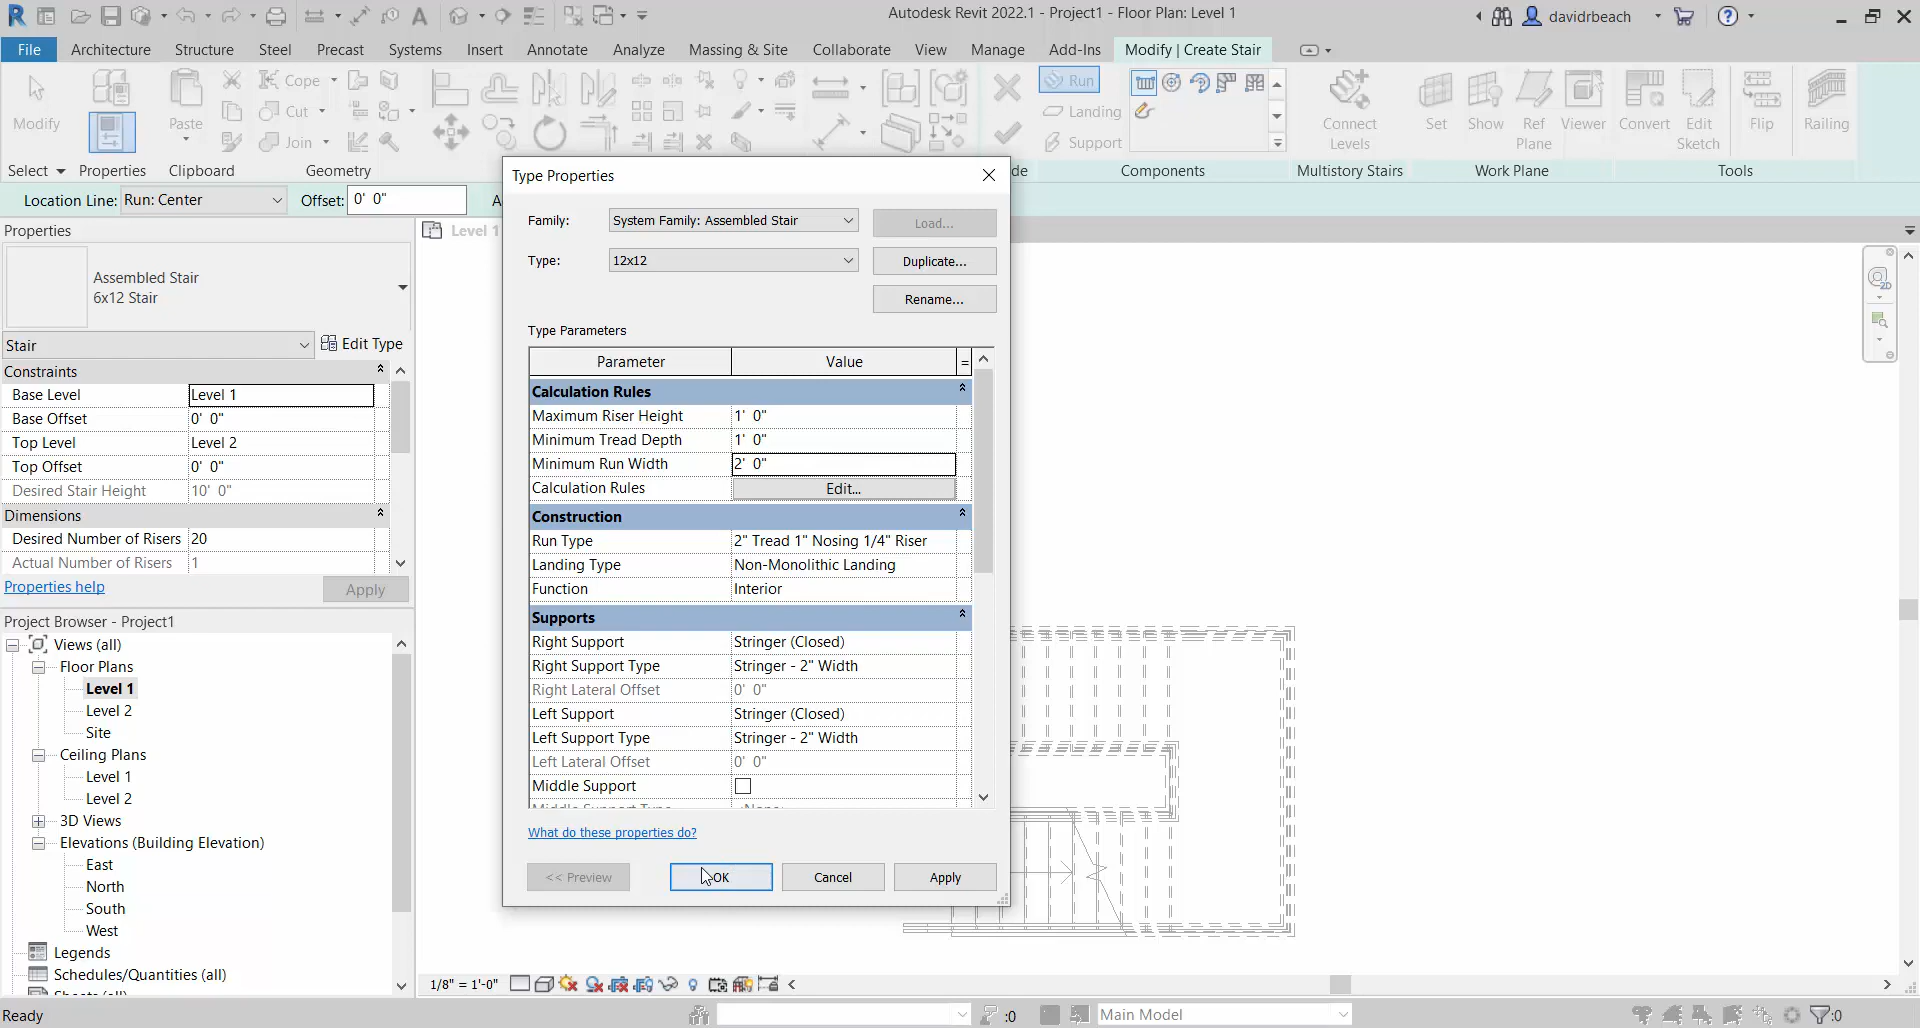 Autodesk Revit 2022.1 - Project1 - Floor Plan: Level 1
davidrbeach
File
Architecture
Structure
Steel
Precast
Systems
Insert
Annotate
Analyze
Massing & Site
Collaborate
View
Manage
Add-Ins
Modify | Create Stair
Modify
Paste
Cope
Cut
Join
Run
Landing
Support
Connect
Levels
Set
Show
Ref
Plane
Viewer
Convert
Edit
Sketch
Flip
Railing
Select
Properties
Clipboard
Geometry
de
Components
Multistory Stairs
Work Plane
Tools
Location Line: Run: Center
Offset: 0' 0"
A
Properties
Assembled Stair
6x12 Stair
Stair
Edit Type
Constraints
Base Level Level 1
Base Offset 0' 0"
Top Level Level 2
Top Offset 0' 0"
Desired Stair Height 10' 0"
Dimensions
Desired Number of Risers 20
Actual Number of Risers 1
Properties help
Apply
Project Browser - Project1
Views (all)
Floor Plans
Level 1
Level 2
Site
Ceiling Plans
Level 1
Level 2
3D Views
Elevations (Building Elevation)
East
North
South
West
Legends
Schedules/Quantities (all)
Level 1
Type Properties
Family: System Family: Assembled Stair
Load...
Type: 12x12
Duplicate...
Rename...
Type Parameters
Parameter Value =
Calculation Rules
Maximum Riser Height 1' 0"
Minimum Tread Depth 1' 0"
Minimum Run Width 2' 0"
Calculation Rules Edit...
Construction
Run Type 2" Tread 1" Nosing 1/4" Riser
Landing Type Non-Monolithic Landing
Function Interior
Supports
Right Support Stringer (Closed)
Right Support Type Stringer - 2" Width
Right Lateral Offset 0' 0"
Left Support Stringer (Closed)
Left Support Type Stringer - 2" Width
Left Lateral Offset 0' 0"
Middle Support
What do these properties do?
<< Preview
OK
Cancel
Apply
2D
1/8" = 1'-0"
Ready
:0
Main Model
:0